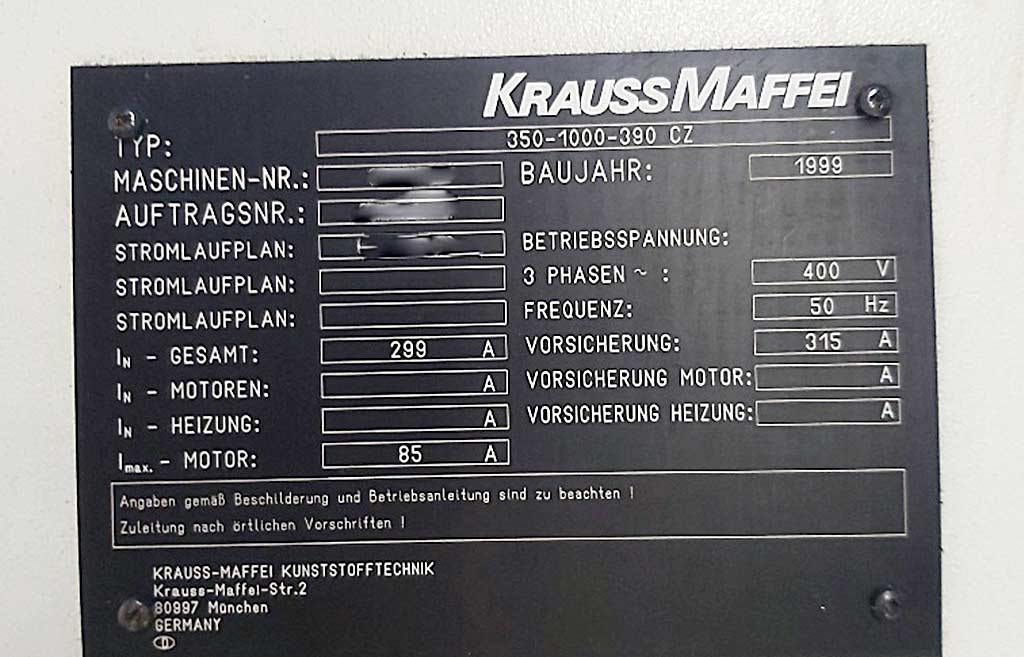 KRAUSSMAFFEI
TYP: 350-1000-390 CZ
MASCHINEN-NR.: BAUJAHR: 1999
AUFTRAGSNR.:
STROMLAUFPLAN: BETRIEBSSPANNUNG:
STROMLAUFPLAN: 3 PHASEN ~ : 400 V
STROMLAUFPLAN: FREQUENZ: 50 Hz
IN - GESAMT: 299 A VORSICHERUNG: 315 A
IN - MOTOREN: A VORSICHERUNG MOTOR: A
IN - HEIZUNG: A VORSICHERUNG HEIZUNG: A
Imax. - MOTOR: 85 A
Angaben gemäß Beschilderung und Betriebsanleitung sind zu beachten !
Zuleitung nach örtlichen Vorschriften !
KRAUSS-MAFFEI KUNSTSTOFFTECHNIK
Krauss-Maffei-Str.2
80997 München
GERMANY
D